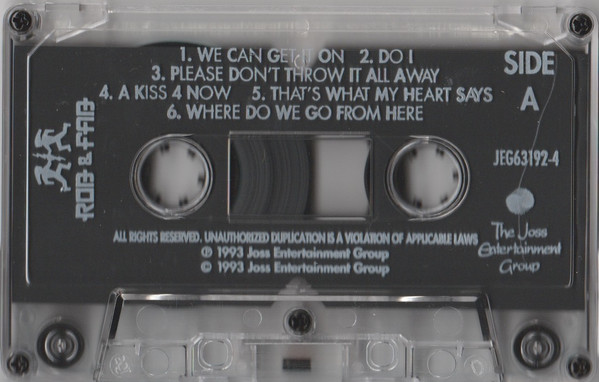 1. WE CAN GET IT ON 2. DO I
3. PLEASE DON'T THROW IT ALL AWAY
4. A KISS 4 NOW 5. THAT'S WHAT MY HEART SAYS
6. WHERE DO WE GO FROM HERE
SIDE
A
ROB & FAB
JEG63192-4
The Joss
Entertainment
Group
ALL RIGHTS RESERVED. UNAUTHORIZED DUPLICATION IS A VIOLATION OF APPLICABLE LAWS
℗ 1993 Joss Entertainment Group
© 1993 Joss Entertainment Group